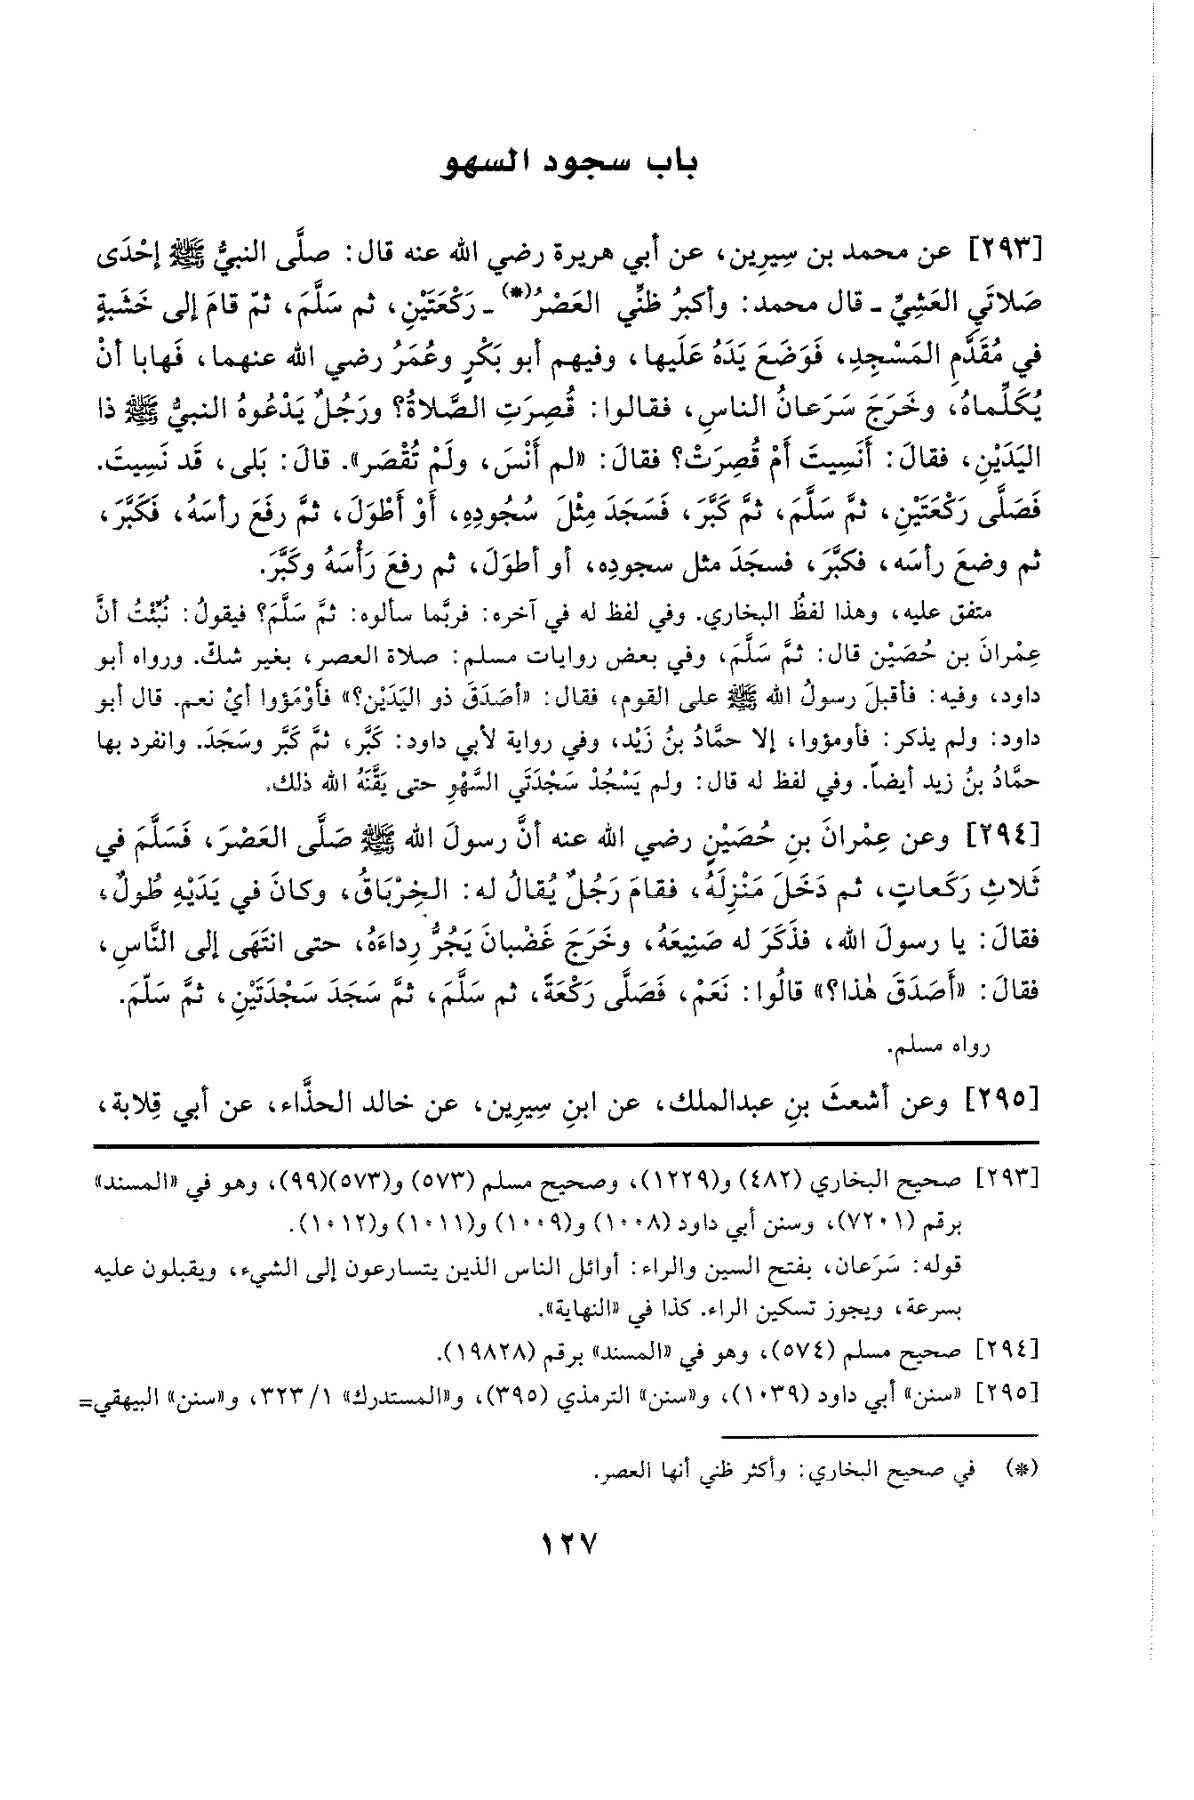 باب سجود السهو
[٢٩٣] عن محمد بن سِيرِين، عن أبي هريرة رضي الله عنه قال: صلَّى النبيُّ ﷺ إحْدَى
صَلاتَيِ العَشِيِّ ـ قال محمد: وأكبرُ ظنِّي العَصْرُ(*) ـ رَكْعَتَيْنِ، ثم سَلَّمَ، ثمّ قامَ إلى خَشَبةٍ
في مُقَدَّمِ المَسْجِدِ، فَوَضَعَ يَدَهُ عَلَيها، وفيهم أبو بَكْرٍ وعُمَرُ رضي الله عنهما، فَهابا أنْ
يُكَلِّماهُ، وخَرَجَ سَرَعانُ الناسِ، فقالوا: قُصِرَتِ الصَّلاةُ؟ ورَجُلٌ يَدْعُوهُ النبيُّ ﷺ ذا
اليَدَيْنِ، فقالَ: أَنَسِيتَ أمْ قُصِرَتْ؟ فقالَ: «لم أَنْسَ، ولَمْ تُقْصَر». قالَ: بَلى، قَد نَسِيتَ.
فَصَلَّى رَكْعَتَيْنِ، ثمَّ سَلَّمَ، ثمَّ كَبَّرَ، فَسَجَدَ مِثْلَ سُجُودِهِ، أَوْ أَطْوَلَ، ثمَّ رفَعَ رأسَهُ، فَكَبَّرَ،
ثم وضعَ رأسَه، فكبَّرَ، فسجَدَ مثل سجودِه، أو أطوَلَ، ثم رفعَ رَأْسَهُ وكَبَّرَ.
متفق عليه، وهذا لفظُ البخاري. وفي لفظ له في آخره: فربَّما سألوه: ثمَّ سَلَّمَ؟ فيقولُ: نُبِّئْتُ أنَّ
عِمْرانَ بن حُصَيْن قال: ثمَّ سَلَّمَ، وفي بعض روايات مسلم: صلاة العصر، بغير شكّ. ورواه أبو
داود، وفيه: فأقبلَ رسولُ الله ﷺ على القوم، فقال: «أصَدَقَ ذو اليَدَيْن؟» فأَوْمَؤوا أيْ نعم. قال أبو
داود: ولم يذكر: فأومؤوا، إلا حمَّادُ بنُ زَيْد، وفي رواية لأبي داود: كَبَّر، ثمَّ كَبَّر وسَجَدَ. وانفرد بها
حمَّادُ بنُ زيد أيضاً. وفي لفظ له قال: ولم يَسْجُدْ سَجْدَتَي السَّهْوِ حتى يَقَّنَهُ الله ذلك.
[٢٩٤] وعن عِمْرانَ بنِ حُصَيْنٍ رضي الله عنه أنَّ رسولَ الله ﷺ صَلَّى العَصْرَ، فَسَلَّمَ في
ثَلاثِ رَكَعاتٍ، ثم دَخَلَ مَنْزِلَهُ، فقامَ رَجُلٌ يُقالُ له: الخِرْبَاقُ، وكانَ في يَدَيْهِ طُولٌ،
فقالَ: يا رسولَ الله، فذَكَرَ له صَنِيعَهُ، وخَرَجَ غَضْبانَ يَجُرُّ رِداءَهُ، حتى انتَهَى إلى النَّاسِ،
فقالَ: «أَصَدَقَ هٰذا؟» قالُوا: نَعَمْ، فَصَلَّى رَكْعَةً، ثم سَلَّمَ، ثمَّ سَجَدَ سَجْدَتَيْنِ، ثمَّ سَلّمَ.
رواه مسلم.
[٢٩٥] وعن أشعثَ بنِ عبدالملك، عن ابنِ سِيرِين، عن خالد الحذَّاء، عن أبي قِلابة،
[٢٩٣] صحيح البخاري (٤٨٢) و(١٢٢٩)، وصحيح مسلم (٥٧٣) و(٥٧٣)(٩٩)، وهو في «المسند»
برقم (٧٢٠١)، وسنن أبي داود (١٠٠٨) و(١٠٠٩) و(١٠١١) و(١٠١٢).
قوله: سَرَعان، بفتح السين والراء: أوائل الناس الذين يتسارعون إلى الشيء، ويقبلون عليه
بسرعة، ويجوز تسكين الراء. كذا في «النهاية».
[٢٩٤] صحيح مسلم (٥٧٤)، وهو في «المسند» برقم (١٩٨٢٨).
[٢٩٥] «سنن» أبي داود (١٠٣٩)، و«سنن» الترمذي (٣٩٥)، و«المستدرك» ١/ ٣٢٣، و«سنن» البيهقي=
(*) في صحيح البخاري: وأكثر ظني أنها العصر.
١٢٧